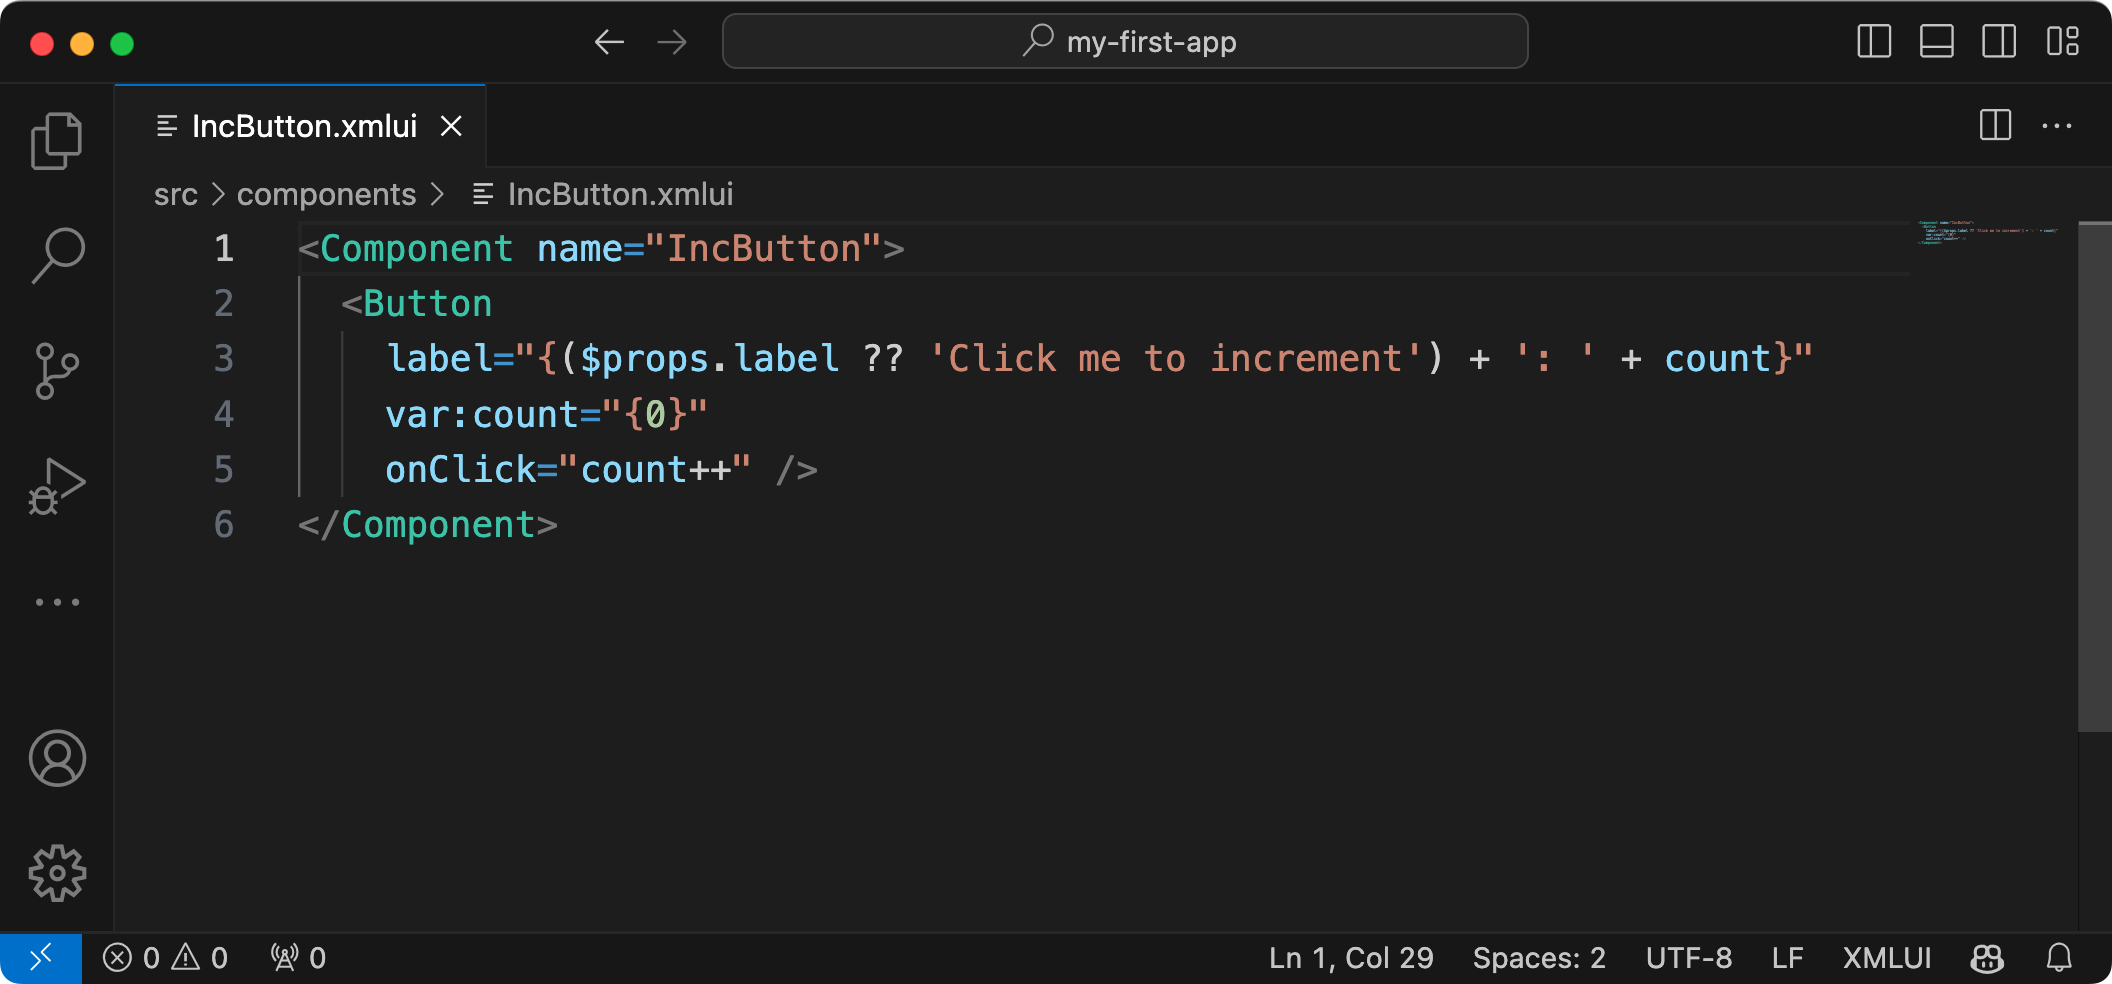 my-first-app
IncButton.xmlui
src > components > IncButton.xmlui
1 <Component name="IncButton">
2   <Button
3     label="{($props.label ?? 'Click me to increment') + ': ' + count}"
4     var:count="{0}"
5     onClick="count++" />
6 </Component>
0 0 0 Ln 1, Col 29 Spaces: 2 UTF-8 LF XMLUI